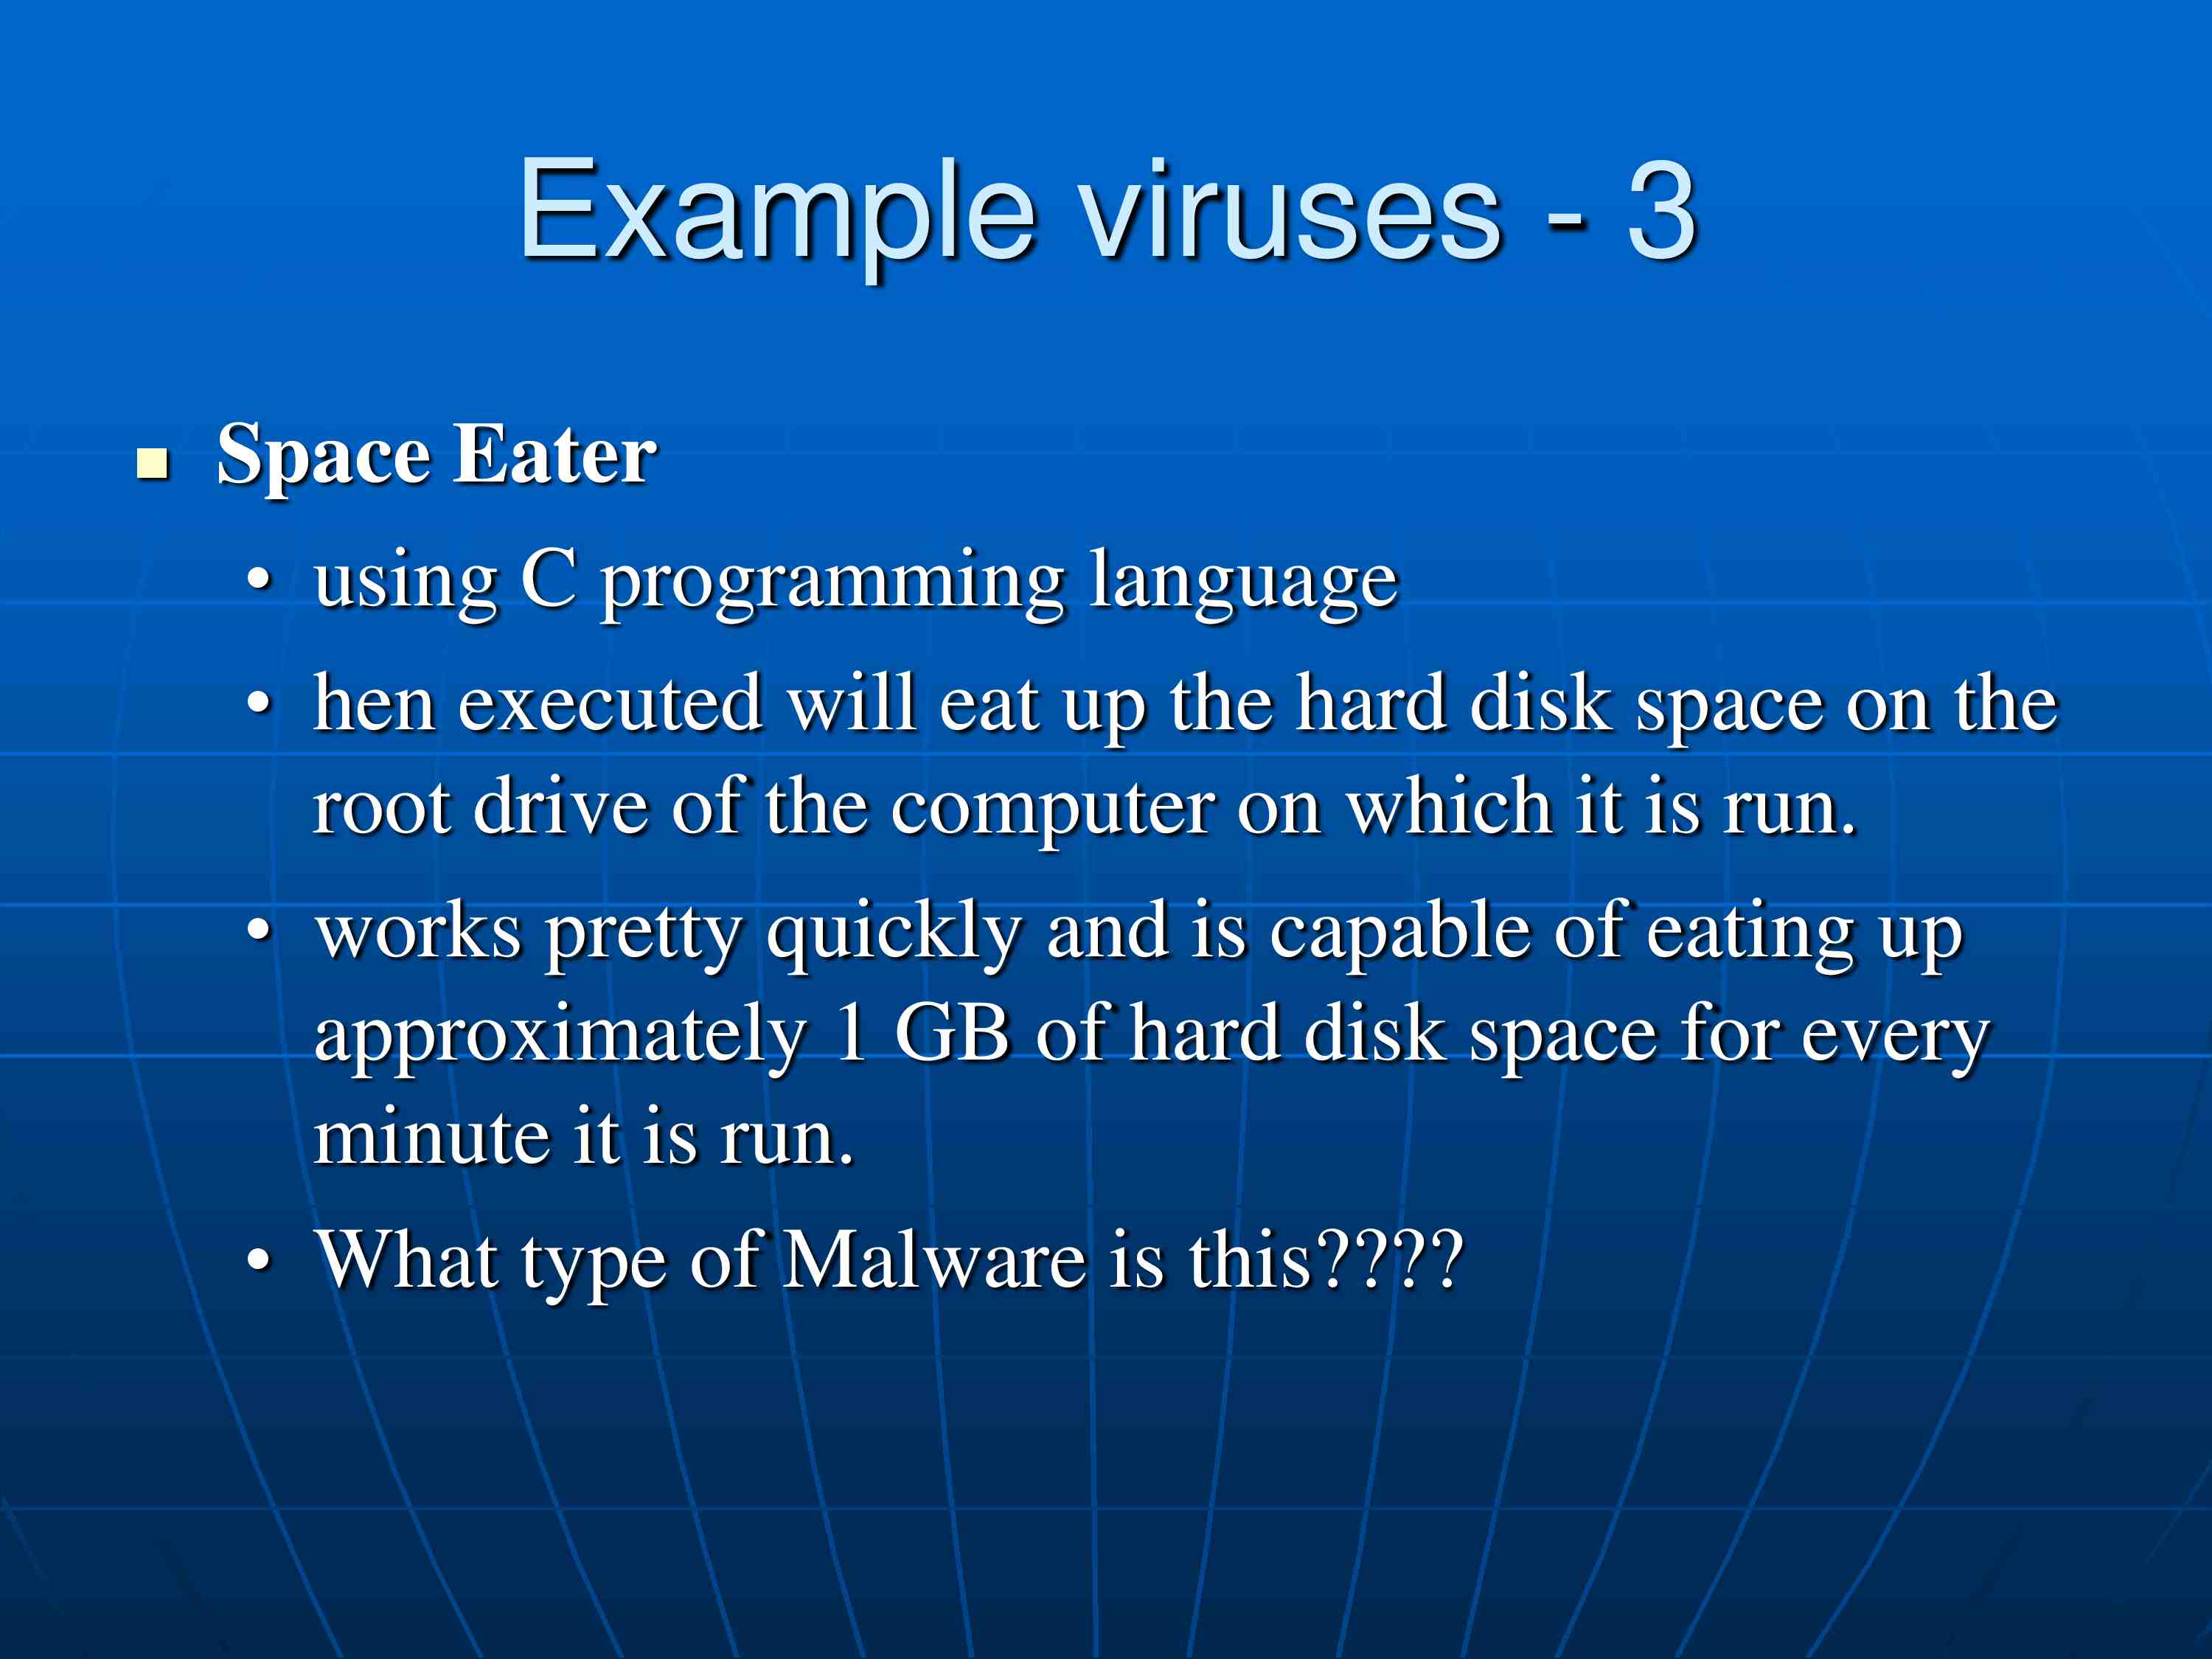 Example viruses - 3
Space Eater
• using C programming language
• hen executed will eat up the hard disk space on the
root drive of the computer on which it is run.
• works pretty quickly and is capable of eating up
approximately 1 GB of hard disk space for every
minute it is run.
• What type of Malware is this????